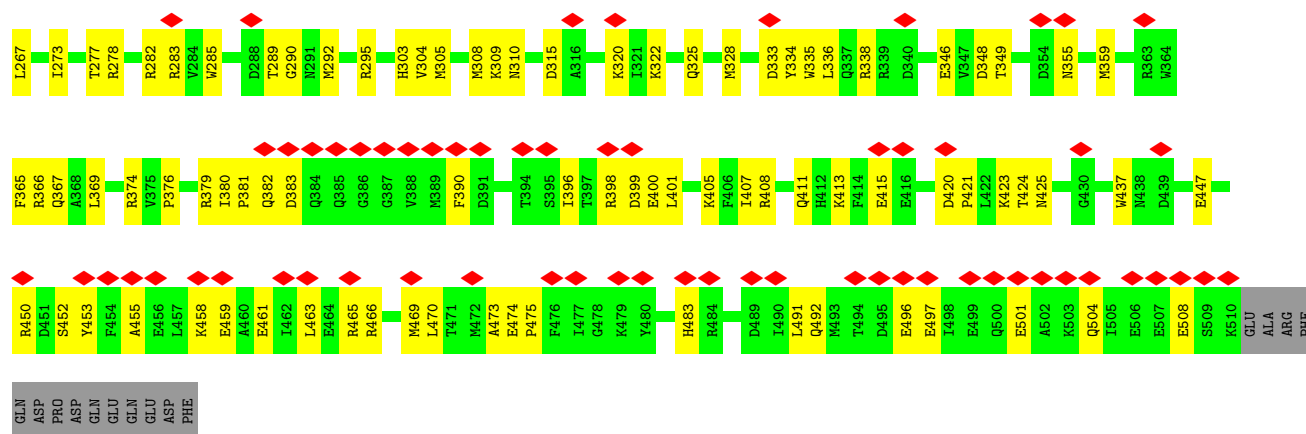 L267 I273 T277 R278 R282 R283 V284 W285 D288 T289 G290 N291 M292 R295 H303 V304 M305 M308 K309 N310 D315 A316 K320 I321 K322 Q325 M328 D333 Y334 W335 L336 Q337 R338 R339 D340 E346 V347 D348 T349 D354 N355 M359 R363 W364
F365 R366 Q367 A368 L369 R374 V375 P376 R379 I380 P381 Q382 D383 Q384 Q385 G386 G387 V388 M389 F390 D391 T394 S395 I396 T397 R398 D399 E400 L401 K405 F406 I407 R408 Q411 H412 K413 F414 E415 E416 D420 P421 L422 K423 T424 N425 G430 W437 N438 D439 E447
R450 D451 S452 Y453 F454 A455 E456 L457 K458 E459 A460 E461 I462 L463 E464 R465 R466 M469 L470 T471 M472 A473 E474 P475 F476 I477 G478 K479 Y480 H483 R484 D489 I490 L491 Q492 M493 T494 D495 E496 E497 I498 E499 Q500 E501 A502 K503 Q504 I505 E506 E507 E508 S509 K510 GLU ALA ARG PHE
GLN ASP PRO ASP GLN GLU GLN GLU ASP PHE